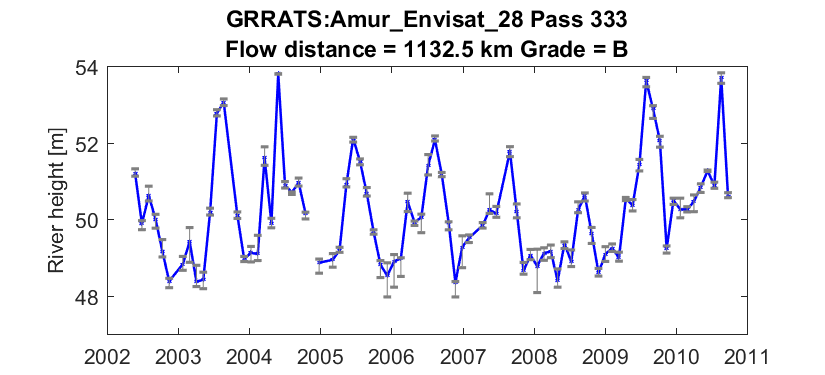 GRRATS:Amur_Envisat_28 Pass 333
Flow distance = 1132.5 km Grade = B
River height [m]
54
52
50
48
2002 2003 2004 2005 2006 2007 2008 2009 2010 2011